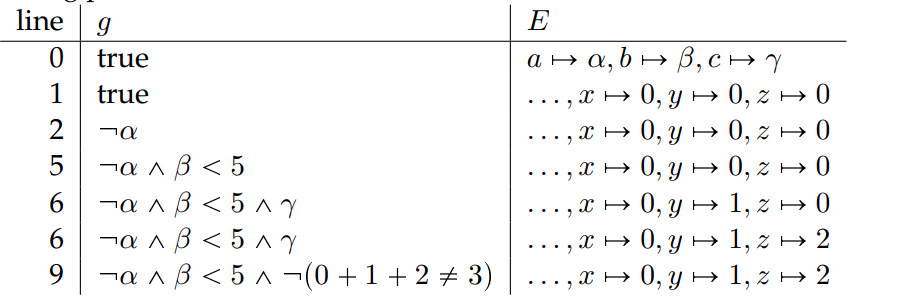 line g E
0 true a ↦ α, b ↦ β, c ↦ γ
1 true ..., x ↦ 0, y ↦ 0, z ↦ 0
2 ¬α ..., x ↦ 0, y ↦ 0, z ↦ 0
5 ¬α ∧ β < 5 ..., x ↦ 0, y ↦ 0, z ↦ 0
6 ¬α ∧ β < 5 ∧ γ ..., x ↦ 0, y ↦ 1, z ↦ 0
6 ¬α ∧ β < 5 ∧ γ ..., x ↦ 0, y ↦ 1, z ↦ 2
9 ¬α ∧ β < 5 ∧ ¬(0 + 1 + 2 ≠ 3) ..., x ↦ 0, y ↦ 1, z ↦ 2